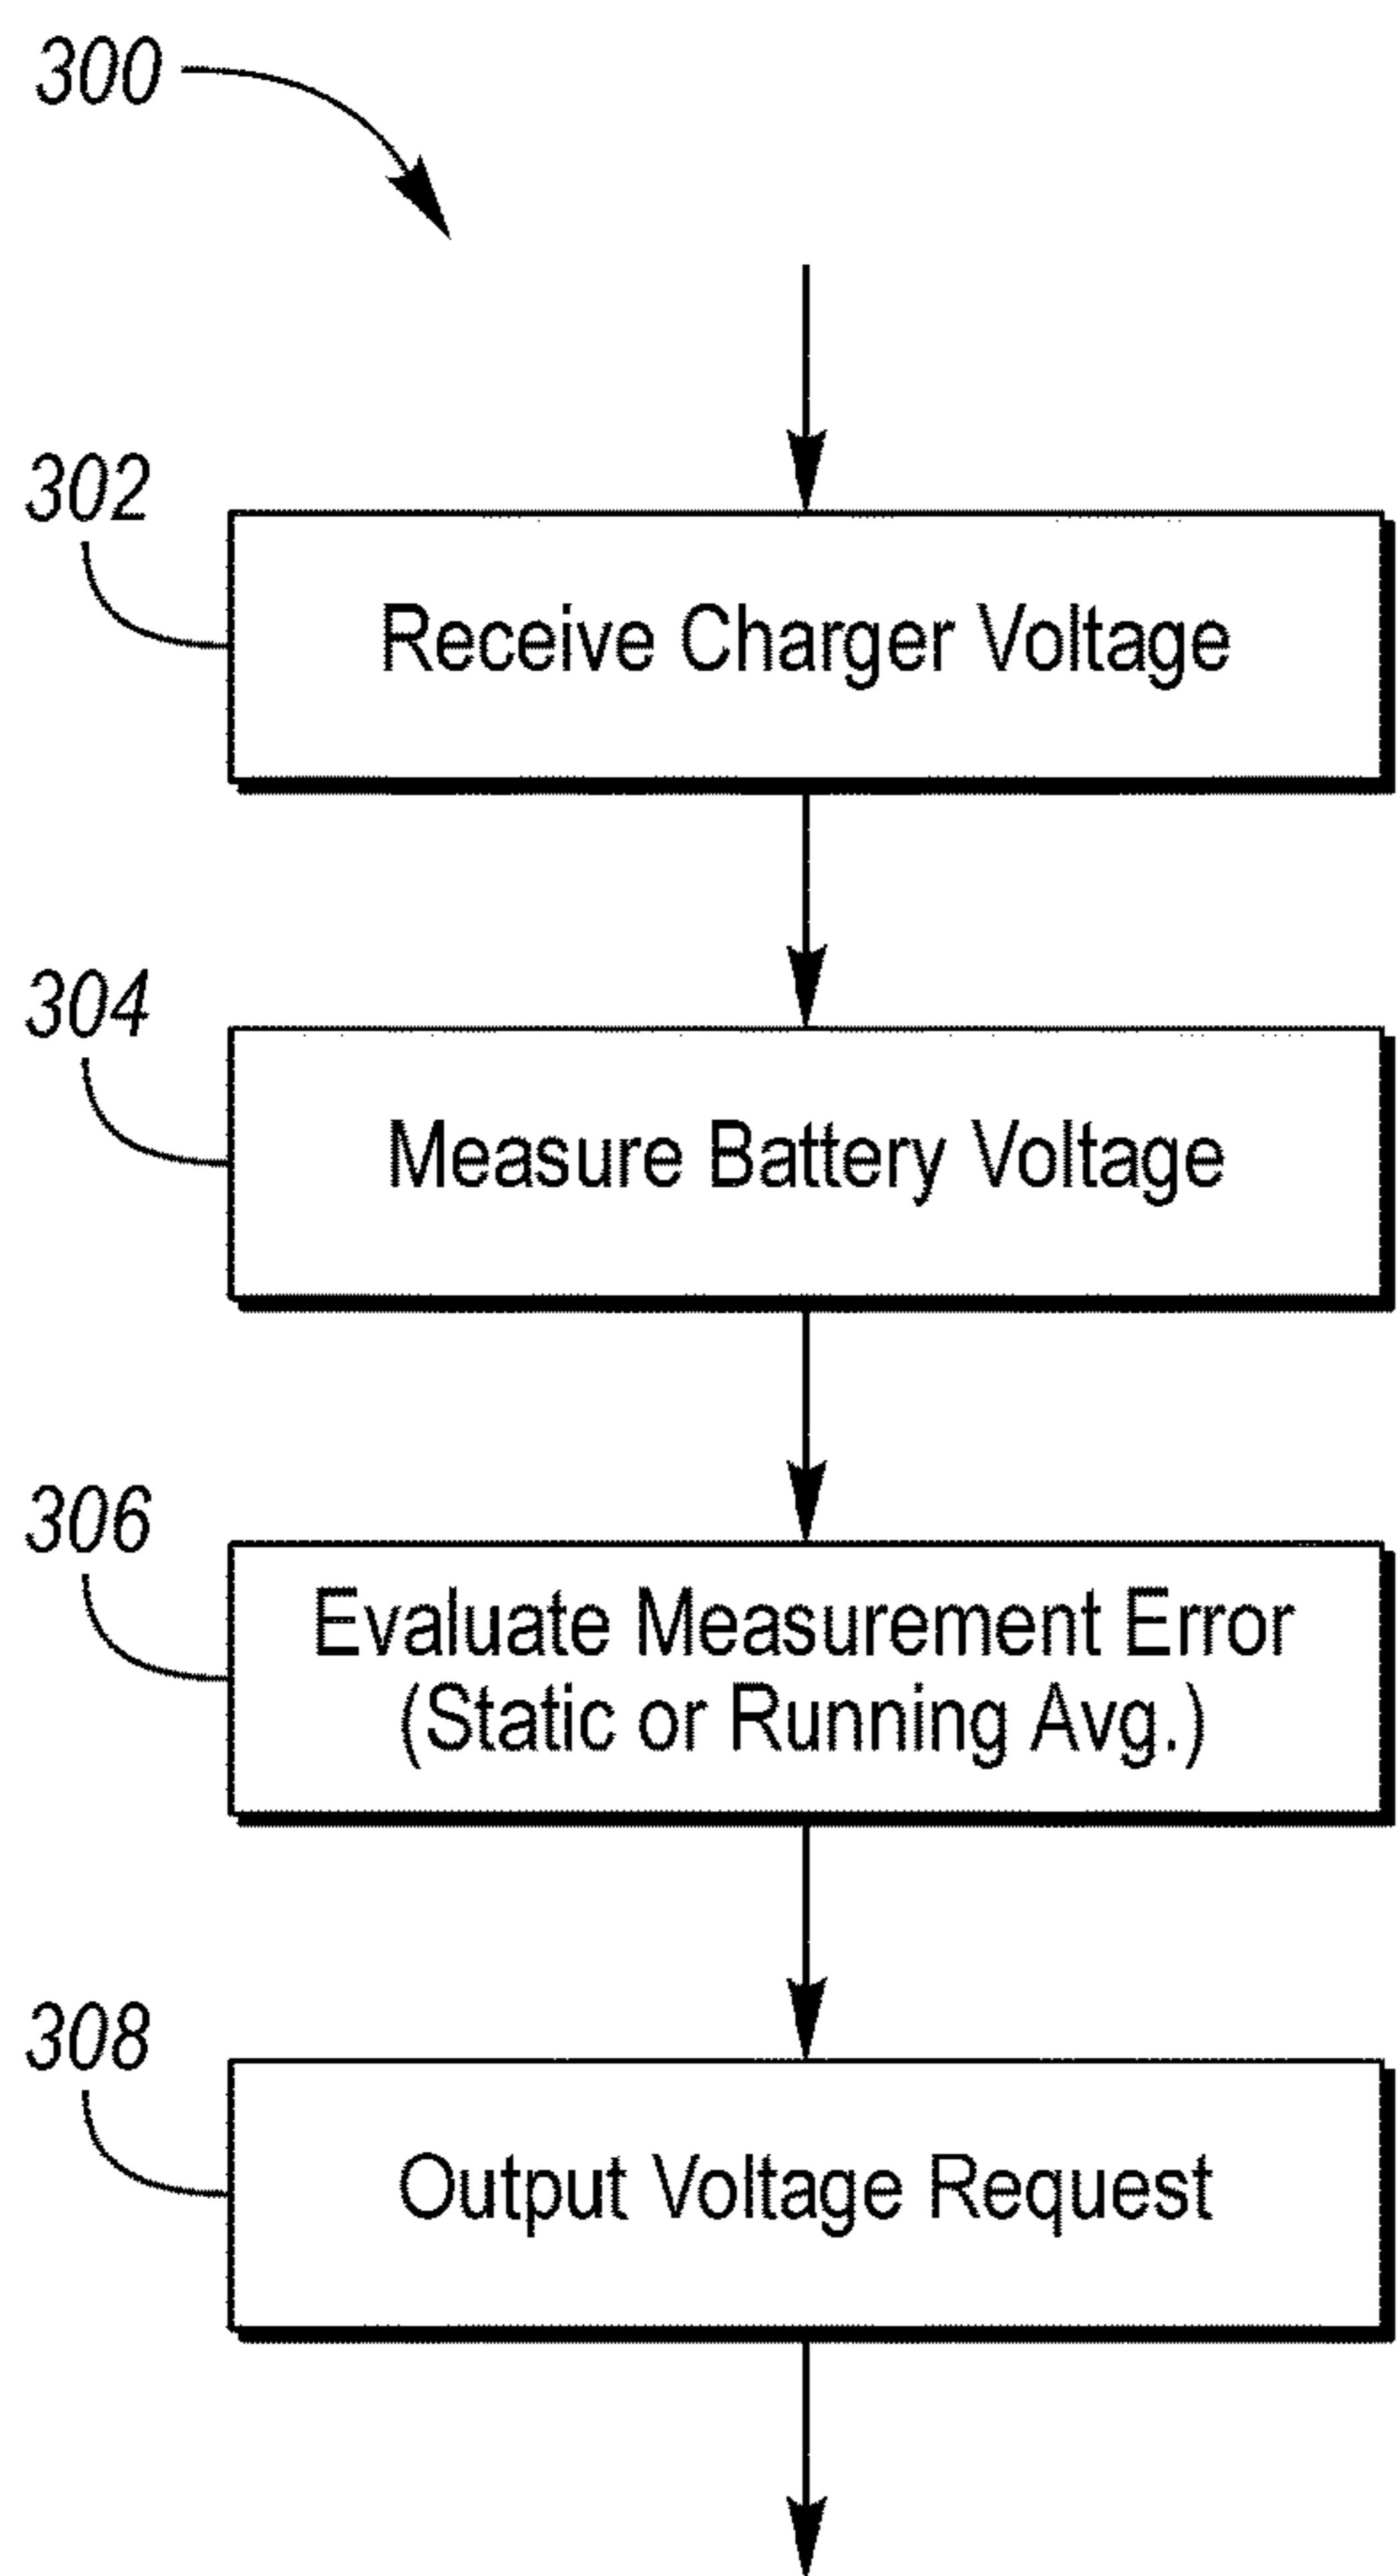 300
302
Receive Charger Voltage
304
Measure Battery Voltage
306
Evaluate Measurement Error
(Static or Running Avg.)
308
Output Voltage Request